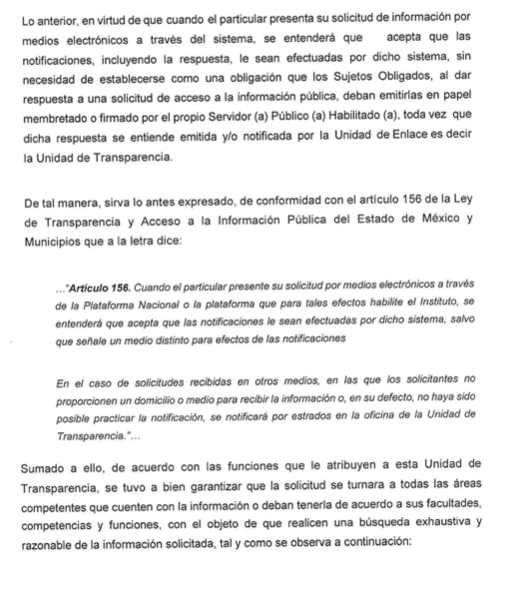 Lo anterior, en virtud de que cuando el particular presenta su solicitud de información por
medios electrónicos a través del sistema, se entenderá que acepta que las
notificaciones, incluyendo la respuesta, le sean efectuadas por dicho sistema, sin
necesidad de establecerse como una obligación que los Sujetos Obligados, al dar
respuesta a una solicitud de acceso a la información pública, deban emitirlas en papel
membretado o firmado por el propio Servidor (a) Público (a) Habilitado (a), toda vez que
dicha respuesta se entiende emitida y/o notificada por la Unidad de Enlace es decir
la Unidad de Transparencia.
De tal manera, sirva lo antes expresado, de conformidad con el artículo 156 de la Ley
de Transparencia y Acceso a la Información Pública del Estado de México y
Municipios que a la letra dice:
..."Artículo 156. Cuando el particular presente su solicitud por medios electrónicos a través
de la Plataforma Nacional o la plataforma que para tales efectos habilite el Instituto, se
entenderá que acepta que las notificaciones le sean efectuadas por dicho sistema, salvo
que señale un medio distinto para efectos de las notificaciones
En el caso de solicitudes recibidas en otros medios, en las que los solicitantes no
proporcionen un domicilio o medio para recibir la información o, en su defecto, no haya sido
posible practicar la notificación, se notificará por estrados en la oficina de la Unidad de
Transparencia."...
Sumado a ello, de acuerdo con las funciones que le atribuyen a esta Unidad de
Transparencia, se tuvo a bien garantizar que la solicitud se turnara a todas las áreas
competentes que cuenten con la información o deban tenerla de acuerdo a sus facultades,
competencias y funciones, con el objeto de que realicen una búsqueda exhaustiva y
razonable de la información solicitada, tal y como se observa a continuación: